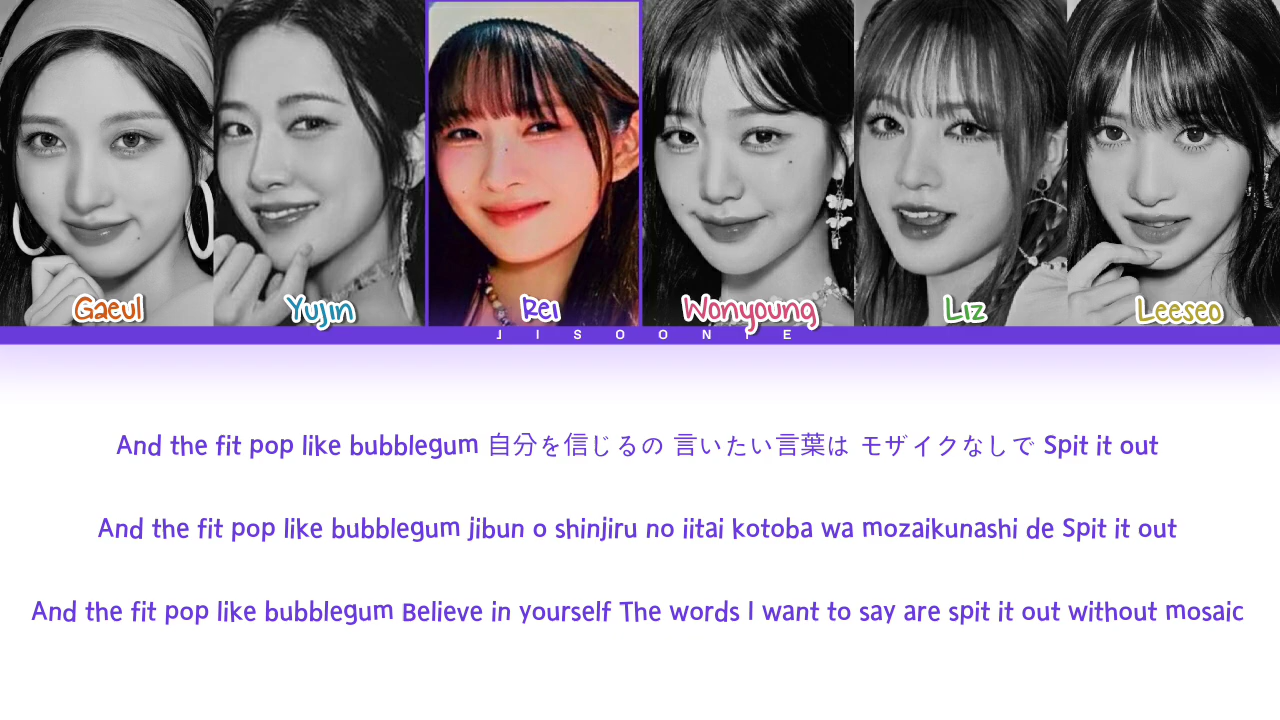 Gaeul Yujin Rei Wonyoung Liz Leeseo
JISOONIE
And the fit pop like bubblegum 自分を信じるの 言いたい言葉は モザイクなしで Spit it out
And the fit pop like bubblegum jibun o shinjiru no iitai kotoba wa mozaikunashi de Spit it out
And the fit pop like bubblegum Believe in yourself The words I want to say are spit it out without mosaic